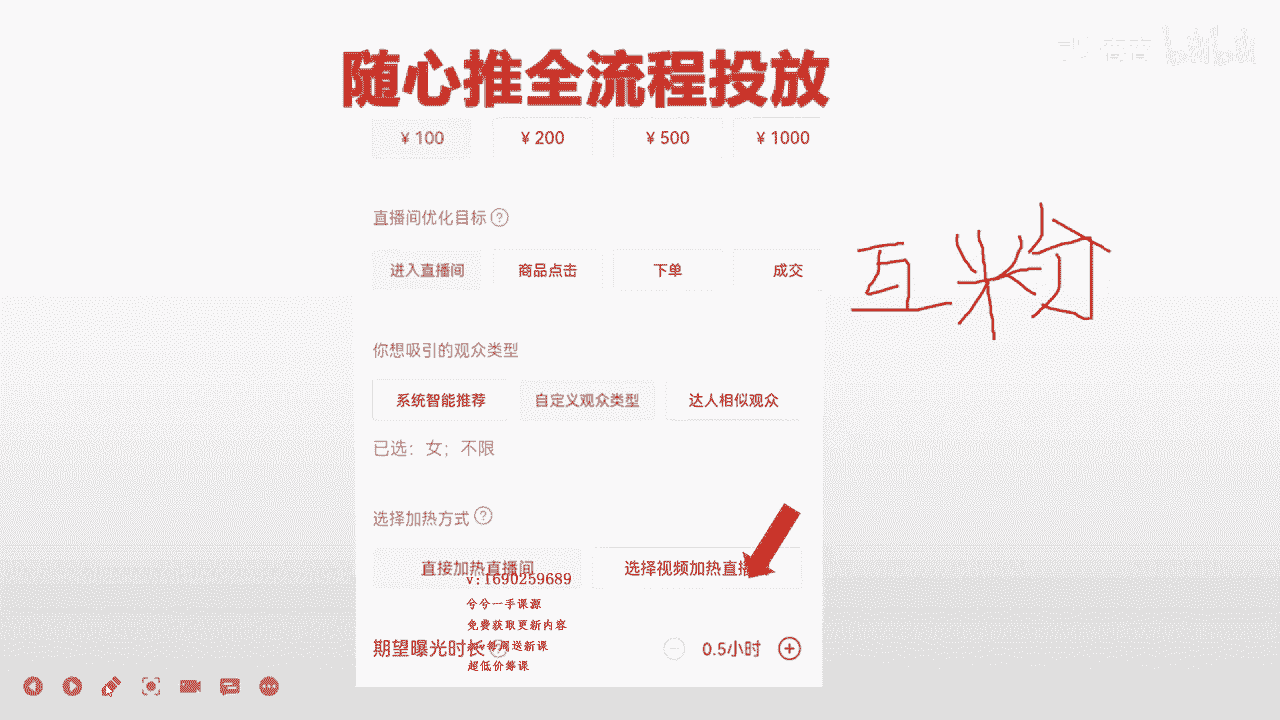 随心推全流程投放
¥ 100 ¥ 200 ¥ 500 ¥ 1000
直播间优化目标 ?
进入直播间 商品点击 下单 成交
互粉
你想吸引的观众类型
系统智能推荐 自定义观众类型 达人相似观众
已选：女；不限
选择加热方式 ?
直接加热直播间 选择视频加热直播
v:1690259689
兮兮一手课源
免费获取更新内容
期望曝光时长 0.5小时
周送新课
超低价筹课